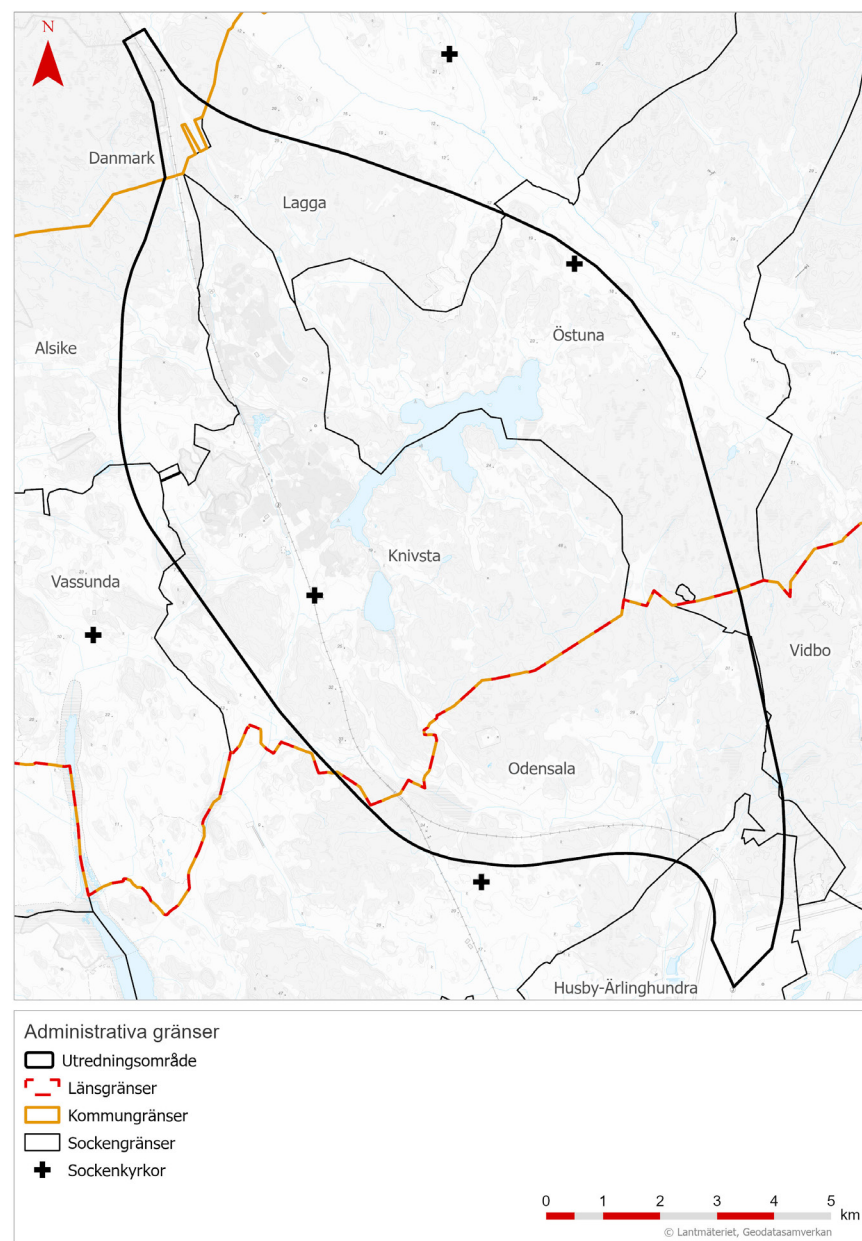 N
Danmark
Lagga
Östuna
Alsike
Knivsta
Vassunda
Vidbo
Odensala
Husby-Ärlinghundra
Administrativa gränser
Utredningsområde
Länsgränser
Kommungränser
Sockengränser
Sockenkyrkor
0 1 2 3 4 5
km
© Lantmäteriet, Geodatasamverkan